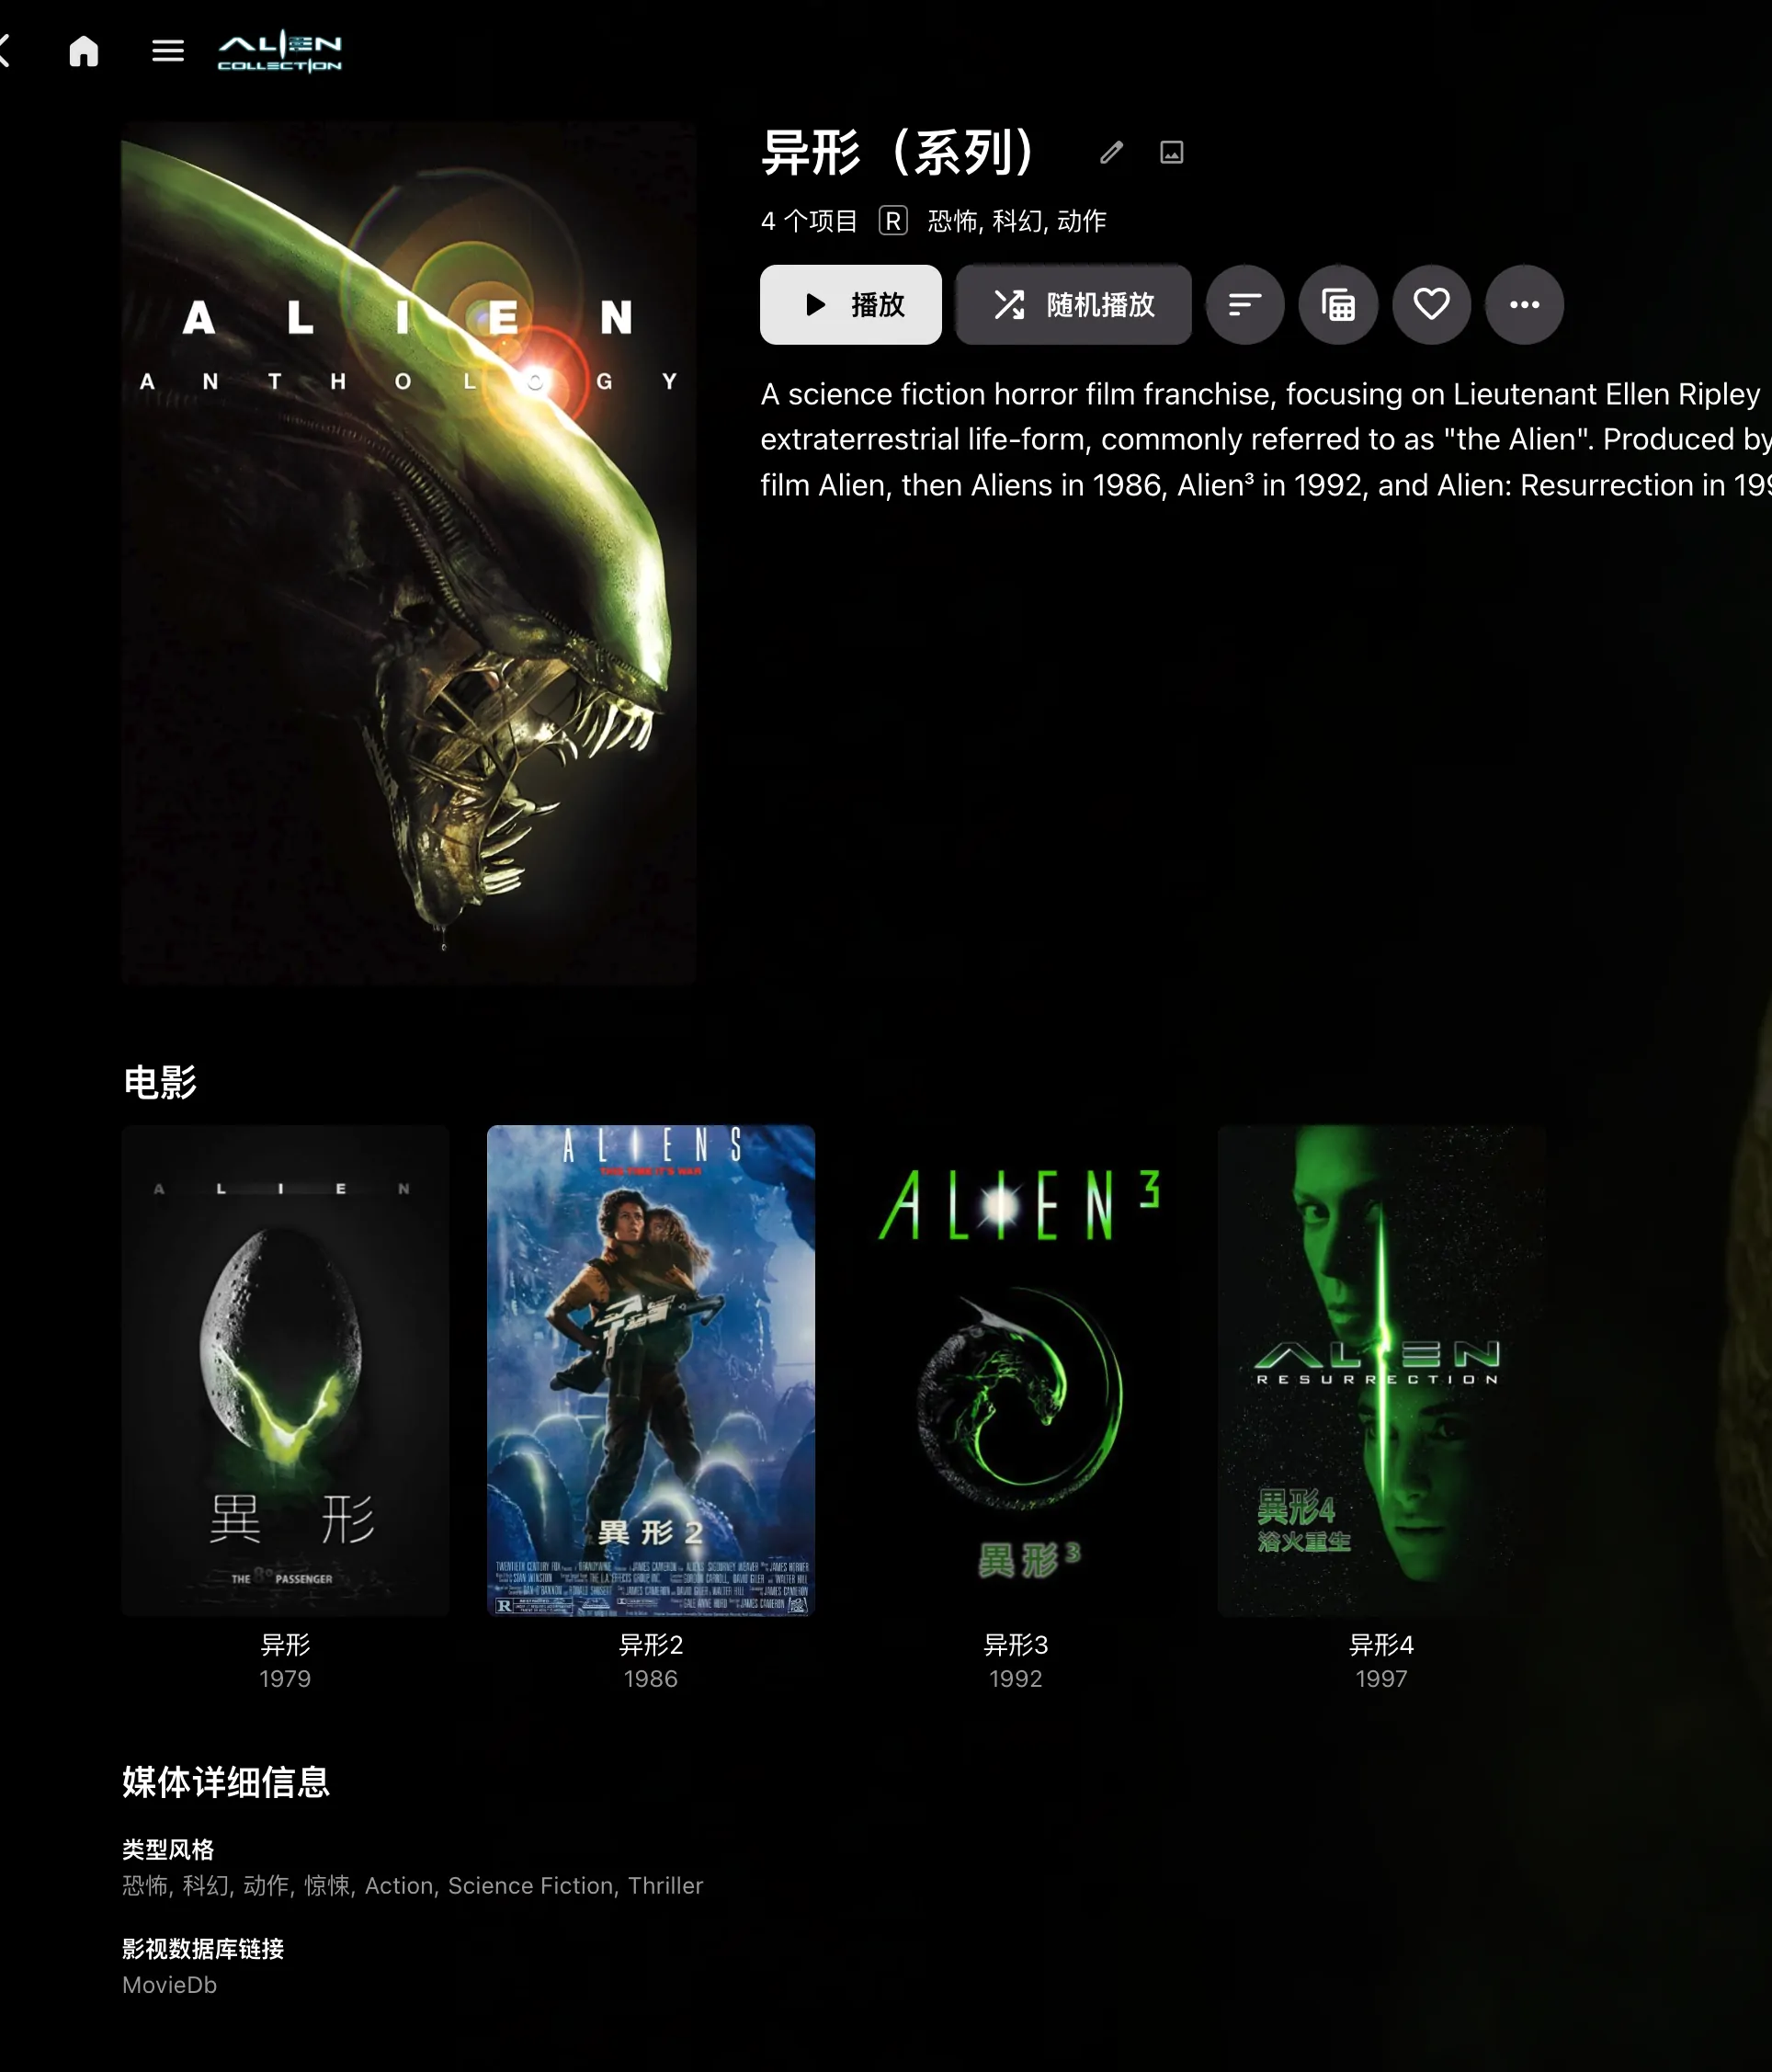 ALIEN
COLLECTION
异形（系列）
4 个项目 R 恐怖, 科幻, 动作
播放 随机播放
A science fiction horror film franchise, focusing on Lieutenant Ellen Ripley
extraterrestrial life-form, commonly referred to as "the Alien". Produced by
film Alien, then Aliens in 1986, Alien³ in 1992, and Alien: Resurrection in 199
ALIEN
ANTHOLOGY
电影
ALIEN
異形
THE 8º PASSENGER
异形
1979
ALIENS
THIS TIME IT'S WAR
異形2
TWENTIETH CENTURY FOX
R
异形2
1986
ALIEN 3
異形3
异形3
1992
ALIEN
RESURRECTION
異形4
浴火重生
异形4
1997
媒体详细信息
类型风格
恐怖, 科幻, 动作, 惊悚, Action, Science Fiction, Thriller
影视数据库链接
MovieDb